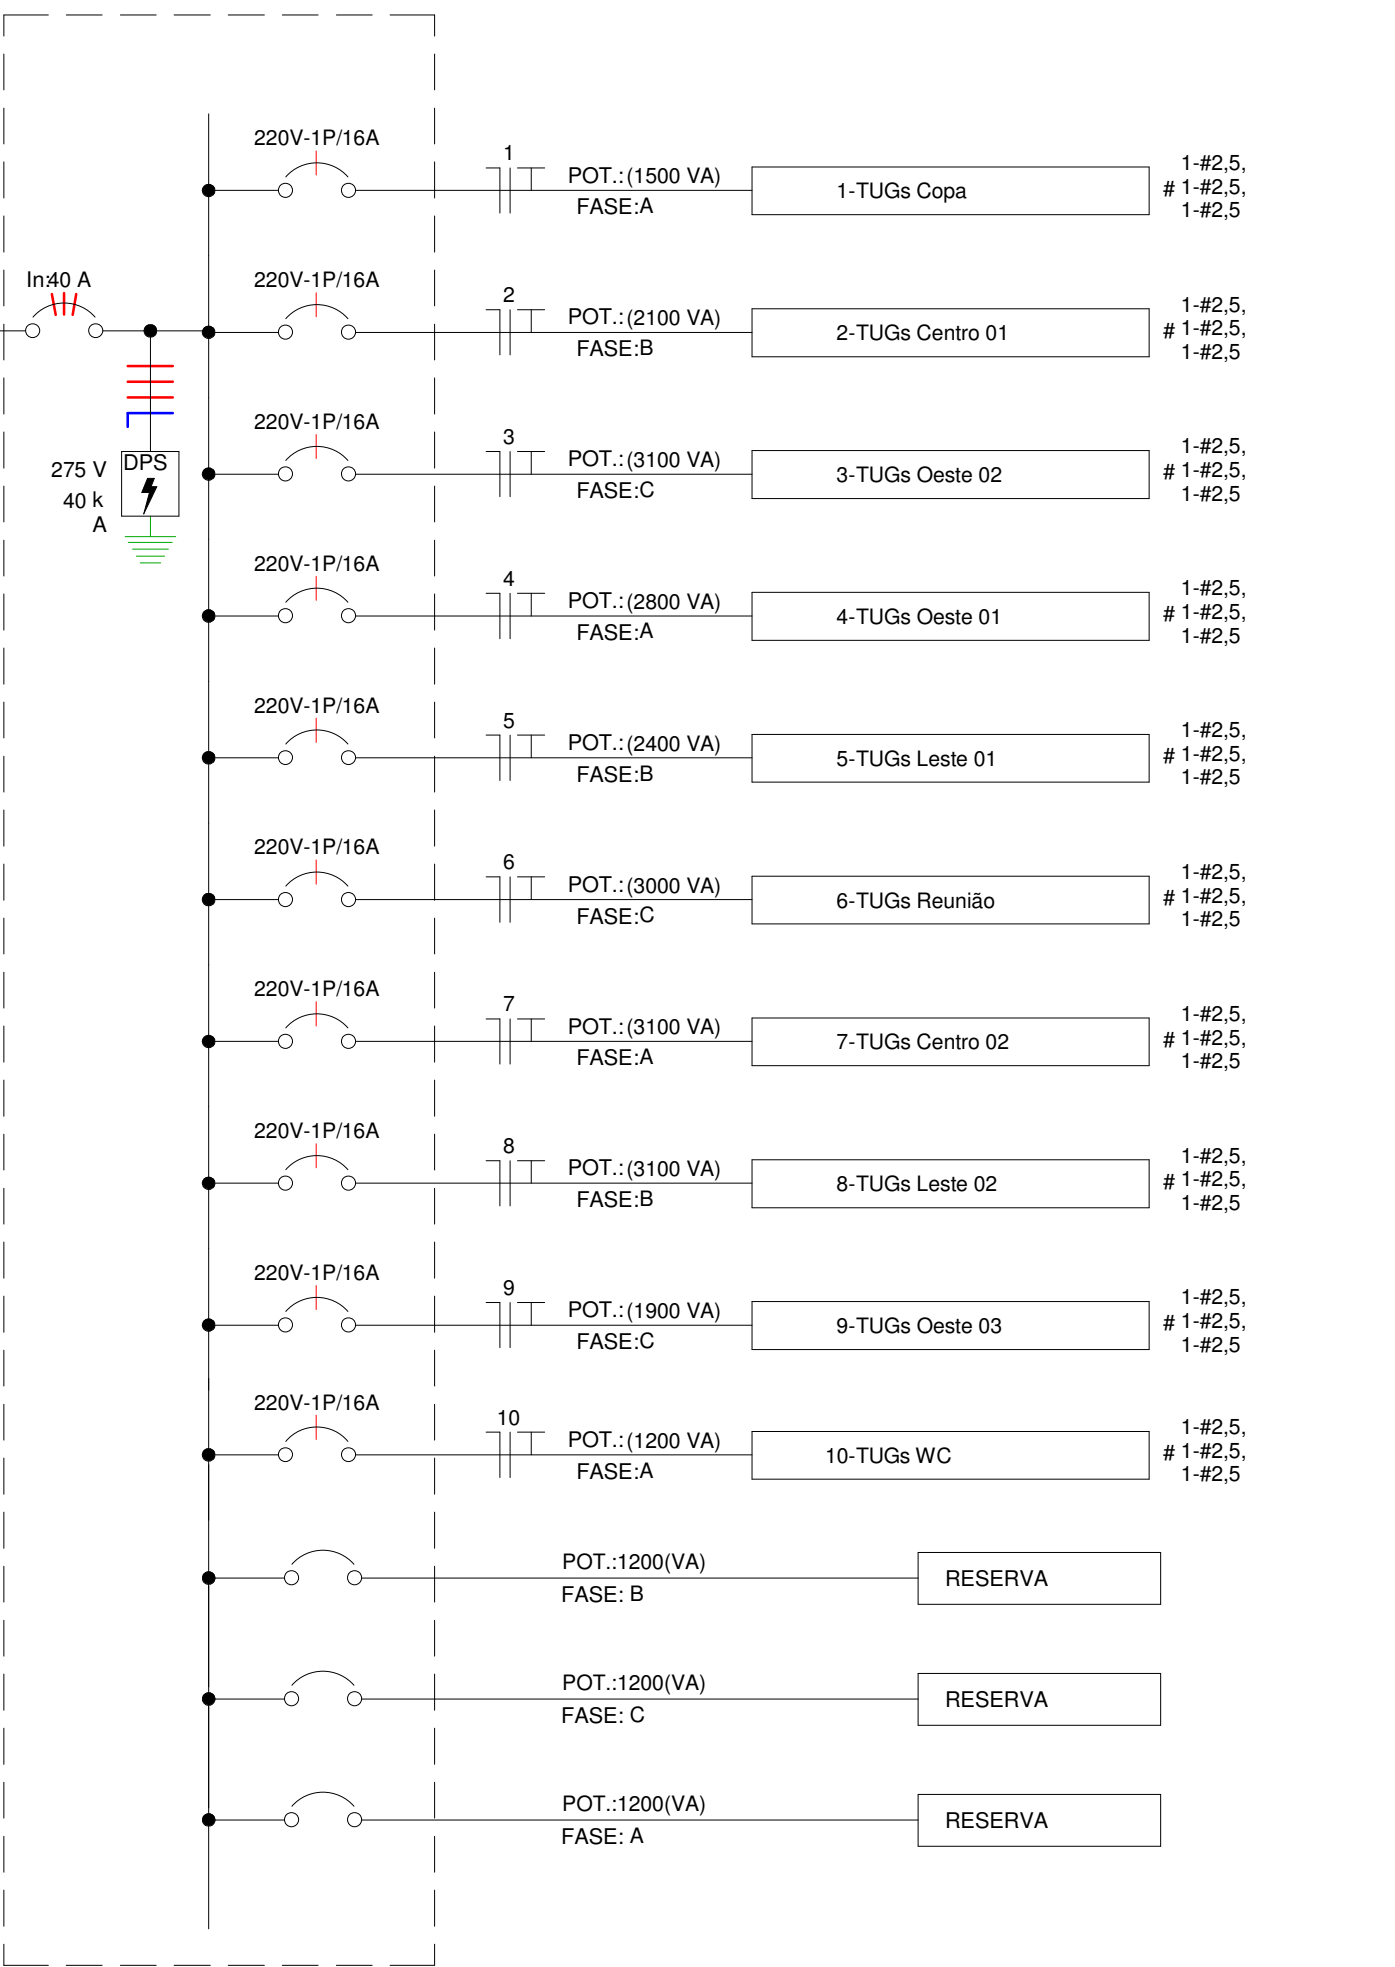 220V-1P/16A
1
POT.: (1500 VA)
FASE:A
1-TUGs Copa
1-#2,5,
# 1-#2,5,
1-#2,5
In:40 A
220V-1P/16A
2
POT.: (2100 VA)
FASE:B
2-TUGs Centro 01
1-#2,5,
# 1-#2,5,
1-#2,5
220V-1P/16A
3
POT.: (3100 VA)
FASE:C
3-TUGs Oeste 02
1-#2,5,
# 1-#2,5,
1-#2,5
DPS
275 V
40 k
A
220V-1P/16A
4
POT.: (2800 VA)
FASE:A
4-TUGs Oeste 01
1-#2,5,
# 1-#2,5,
1-#2,5
220V-1P/16A
5
POT.: (2400 VA)
FASE:B
5-TUGs Leste 01
1-#2,5,
# 1-#2,5,
1-#2,5
220V-1P/16A
6
POT.: (3000 VA)
FASE:C
6-TUGs Reunião
1-#2,5,
# 1-#2,5,
1-#2,5
220V-1P/16A
7
POT.: (3100 VA)
FASE:A
7-TUGs Centro 02
1-#2,5,
# 1-#2,5,
1-#2,5
220V-1P/16A
8
POT.: (3100 VA)
FASE:B
8-TUGs Leste 02
1-#2,5,
# 1-#2,5,
1-#2,5
220V-1P/16A
9
POT.: (1900 VA)
FASE:C
9-TUGs Oeste 03
1-#2,5,
# 1-#2,5,
1-#2,5
220V-1P/16A
10
POT.: (1200 VA)
FASE:A
10-TUGs WC
1-#2,5,
# 1-#2,5,
1-#2,5
POT.:1200(VA)
FASE: B
RESERVA
POT.:1200(VA)
FASE: C
RESERVA
POT.:1200(VA)
FASE: A
RESERVA